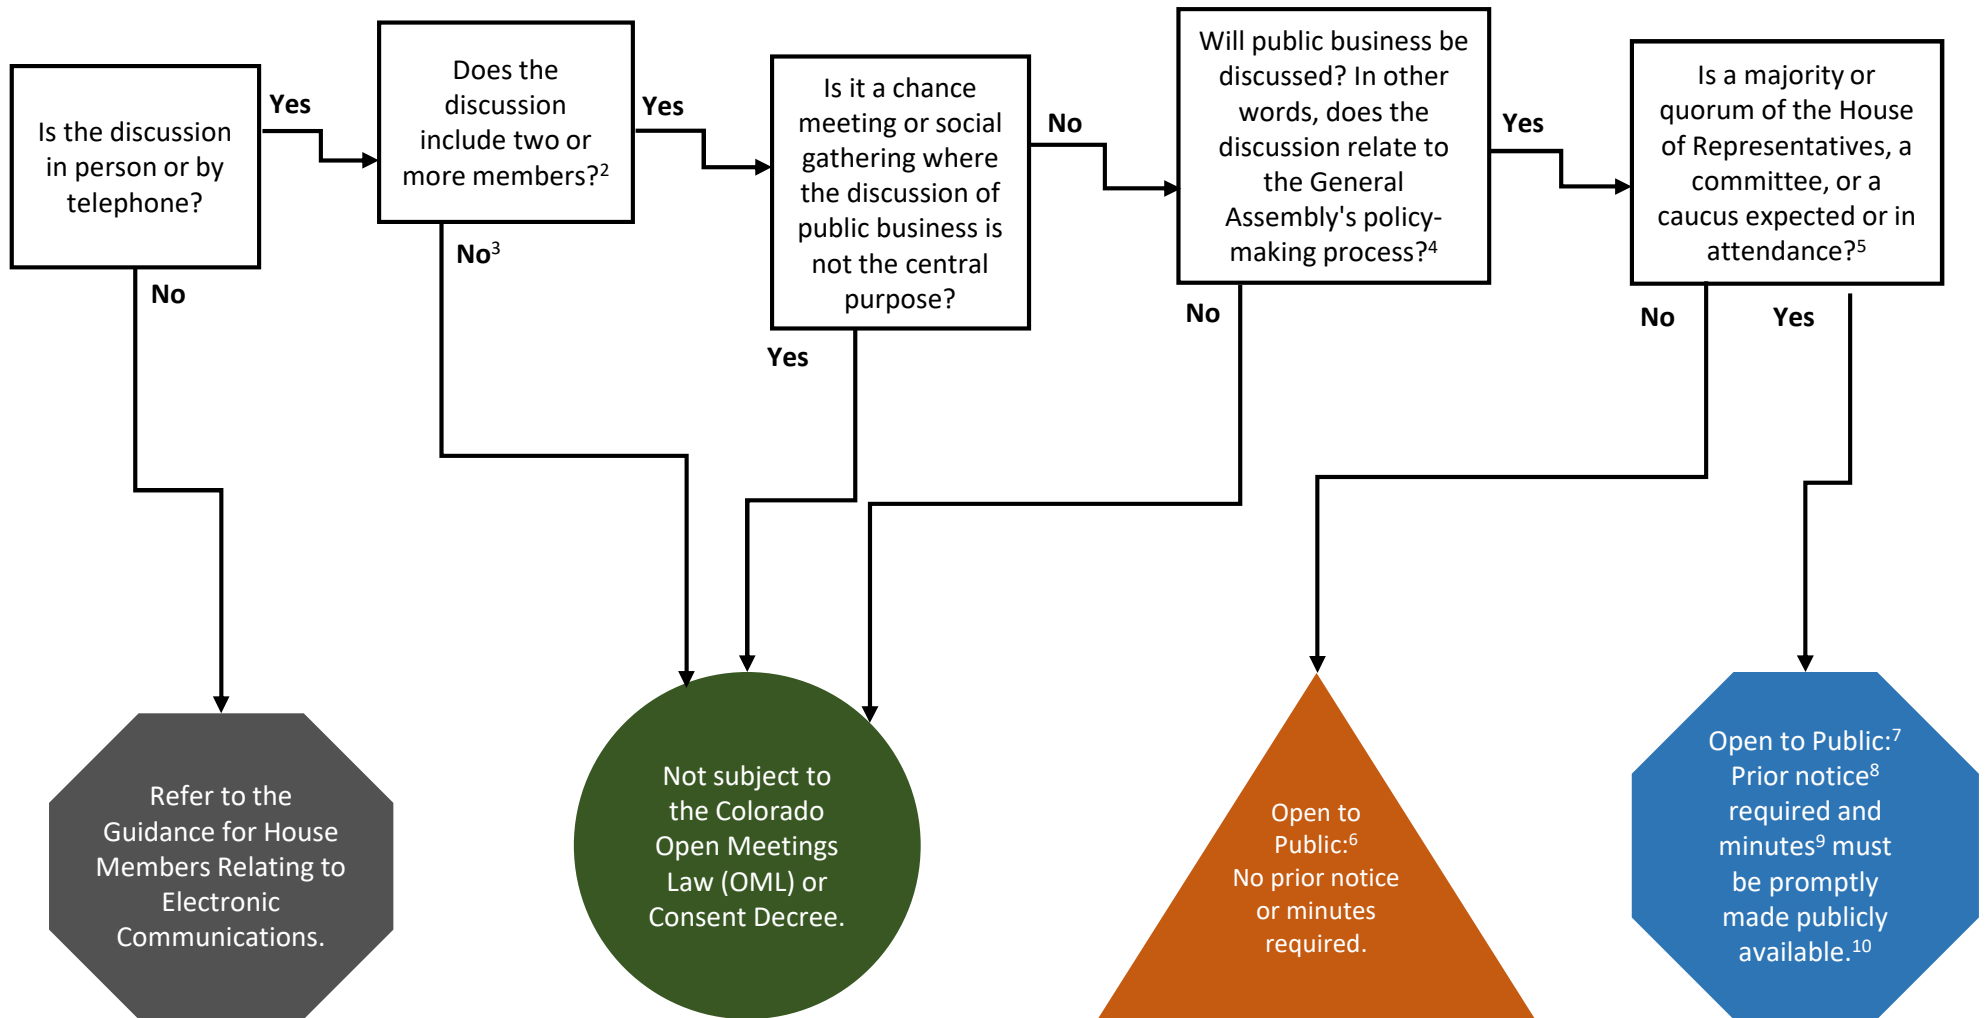 Is the discussion
in person or by
telephone?
Yes
No
Does the
discussion
include two or
more members?²
Yes
No³
Is it a chance
meeting or social
gathering where
the discussion of
public business is
not the central
purpose?
No
Yes
Will public business be
discussed? In other
words, does the
discussion relate to
the General
Assembly's policy-
making process?⁴
Yes
No
Is a majority or
quorum of the House
of Representatives, a
committee, or a
caucus expected or in
attendance?⁵
No
Yes
Refer to the
Guidance for House
Members Relating to
Electronic
Communications.
Not subject to
the Colorado
Open Meetings
Law (OML) or
Consent Decree.
Open to
Public:⁶
No prior notice
or minutes
required.
Open to Public:⁷
Prior notice⁸
required and
minutes⁹ must
be promptly
made publicly
available.¹⁰